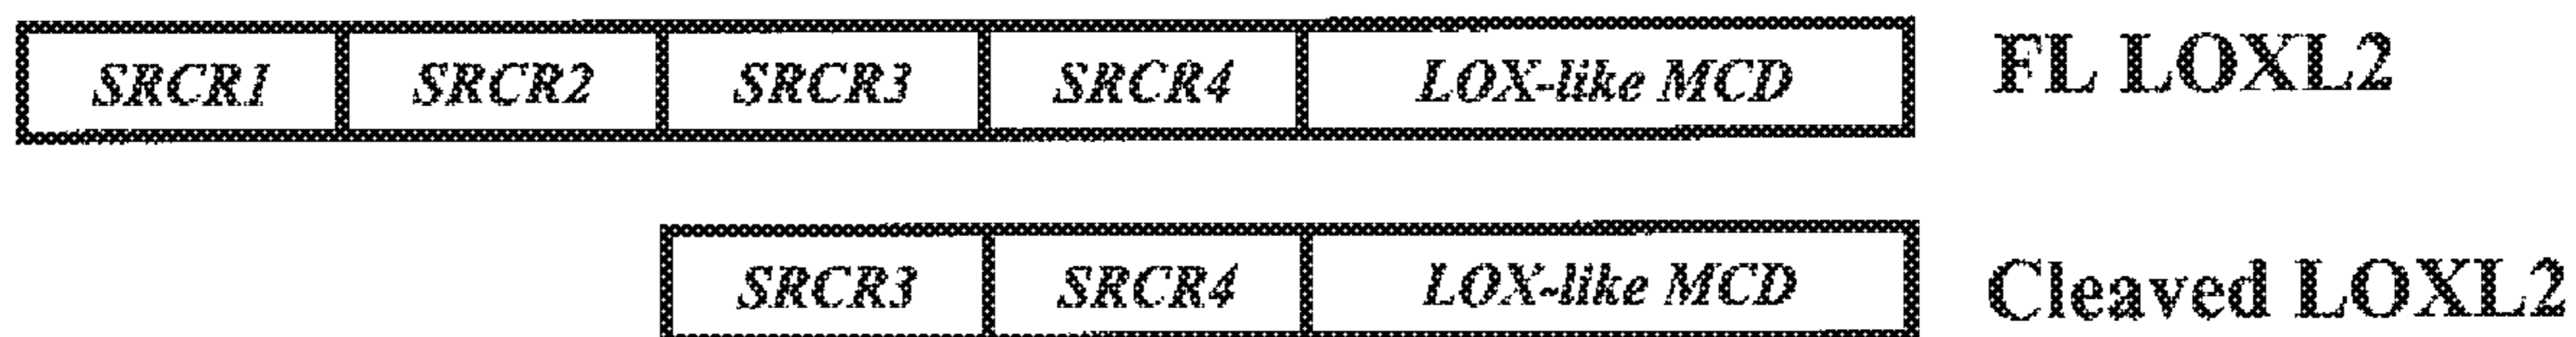 SRCR1 SRCR2 SRCR3 SRCR4 LOX-like MCD FL LOXL2
SRCR3 SRCR4 LOX-like MCD Cleaved LOXL2